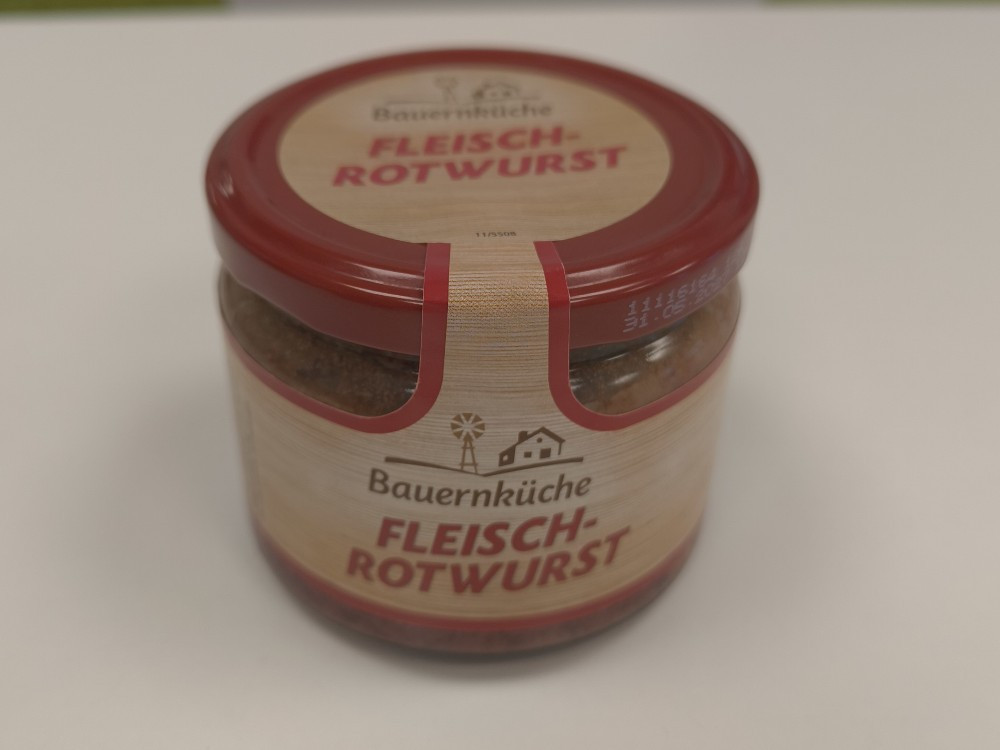 Bauernküche
FLEISCH-
ROTWURST
Bauernküche
FLEISCH-
ROTWURST